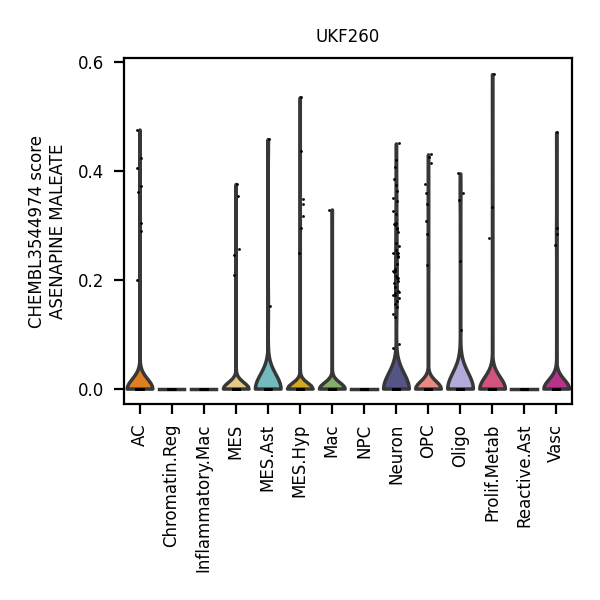 UKF260
CHEMBL3544974 score
ASENAPINE MALEATE
0.6
0.4
0.2
0.0
AC
Chromatin.Reg
Inflammatory.Mac
MES
MES.Ast
MES.Hyp
Mac
NPC
Neuron
OPC
Oligo
Prolif.Metab
Reactive.Ast
Vasc